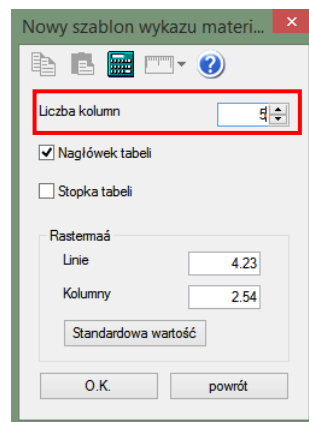 Nowy szablon wykazu materi...
Liczba kolumn 5
Nagłówek tabeli
Stopka tabeli
Rastermaá
Linie 4.23
Kolumny 2.54
Standardowa wartość
O.K. powrót